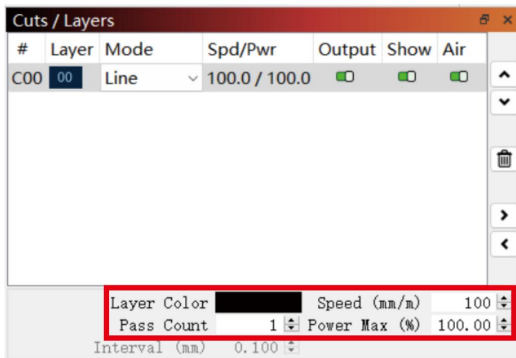 Cuts / Layers
# Layer Mode Spd/Pwr Output Show Air
C00 00 Line 100.0 / 100.0
Layer Color Speed (mm/m) 100
Pass Count 1 Power Max (%) 100.00
Interval (mm) 0.100